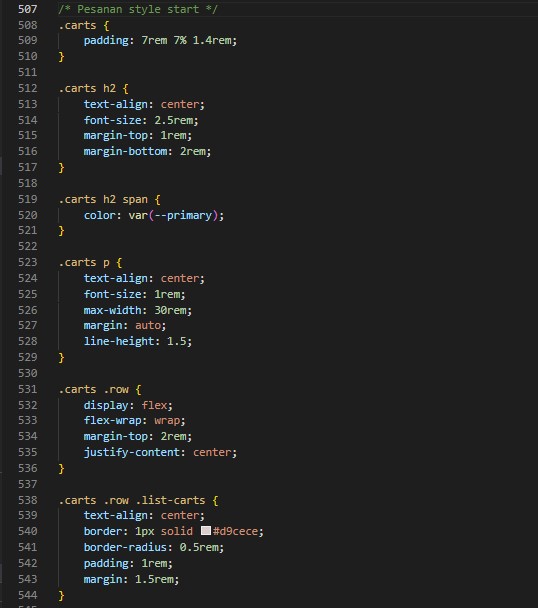 507 /* Pesanan style start */
508 .carts {
509     padding: 7rem 7% 1.4rem;
510 }
511
512 .carts h2 {
513     text-align: center;
514     font-size: 2.5rem;
515     margin-top: 1rem;
516     margin-bottom: 2rem;
517 }
518
519 .carts h2 span {
520     color: var(--primary);
521 }
522
523 .carts p {
524     text-align: center;
525     font-size: 1rem;
526     max-width: 30rem;
527     margin: auto;
528     line-height: 1.5;
529 }
530
531 .carts .row {
532     display: flex;
533     flex-wrap: wrap;
534     margin-top: 2rem;
535     justify-content: center;
536 }
537
538 .carts .row .list-carts {
539     text-align: center;
540     border: 1px solid #d9cece;
541     border-radius: 0.5rem;
542     padding: 1rem;
543     margin: 1.5rem;
544 }